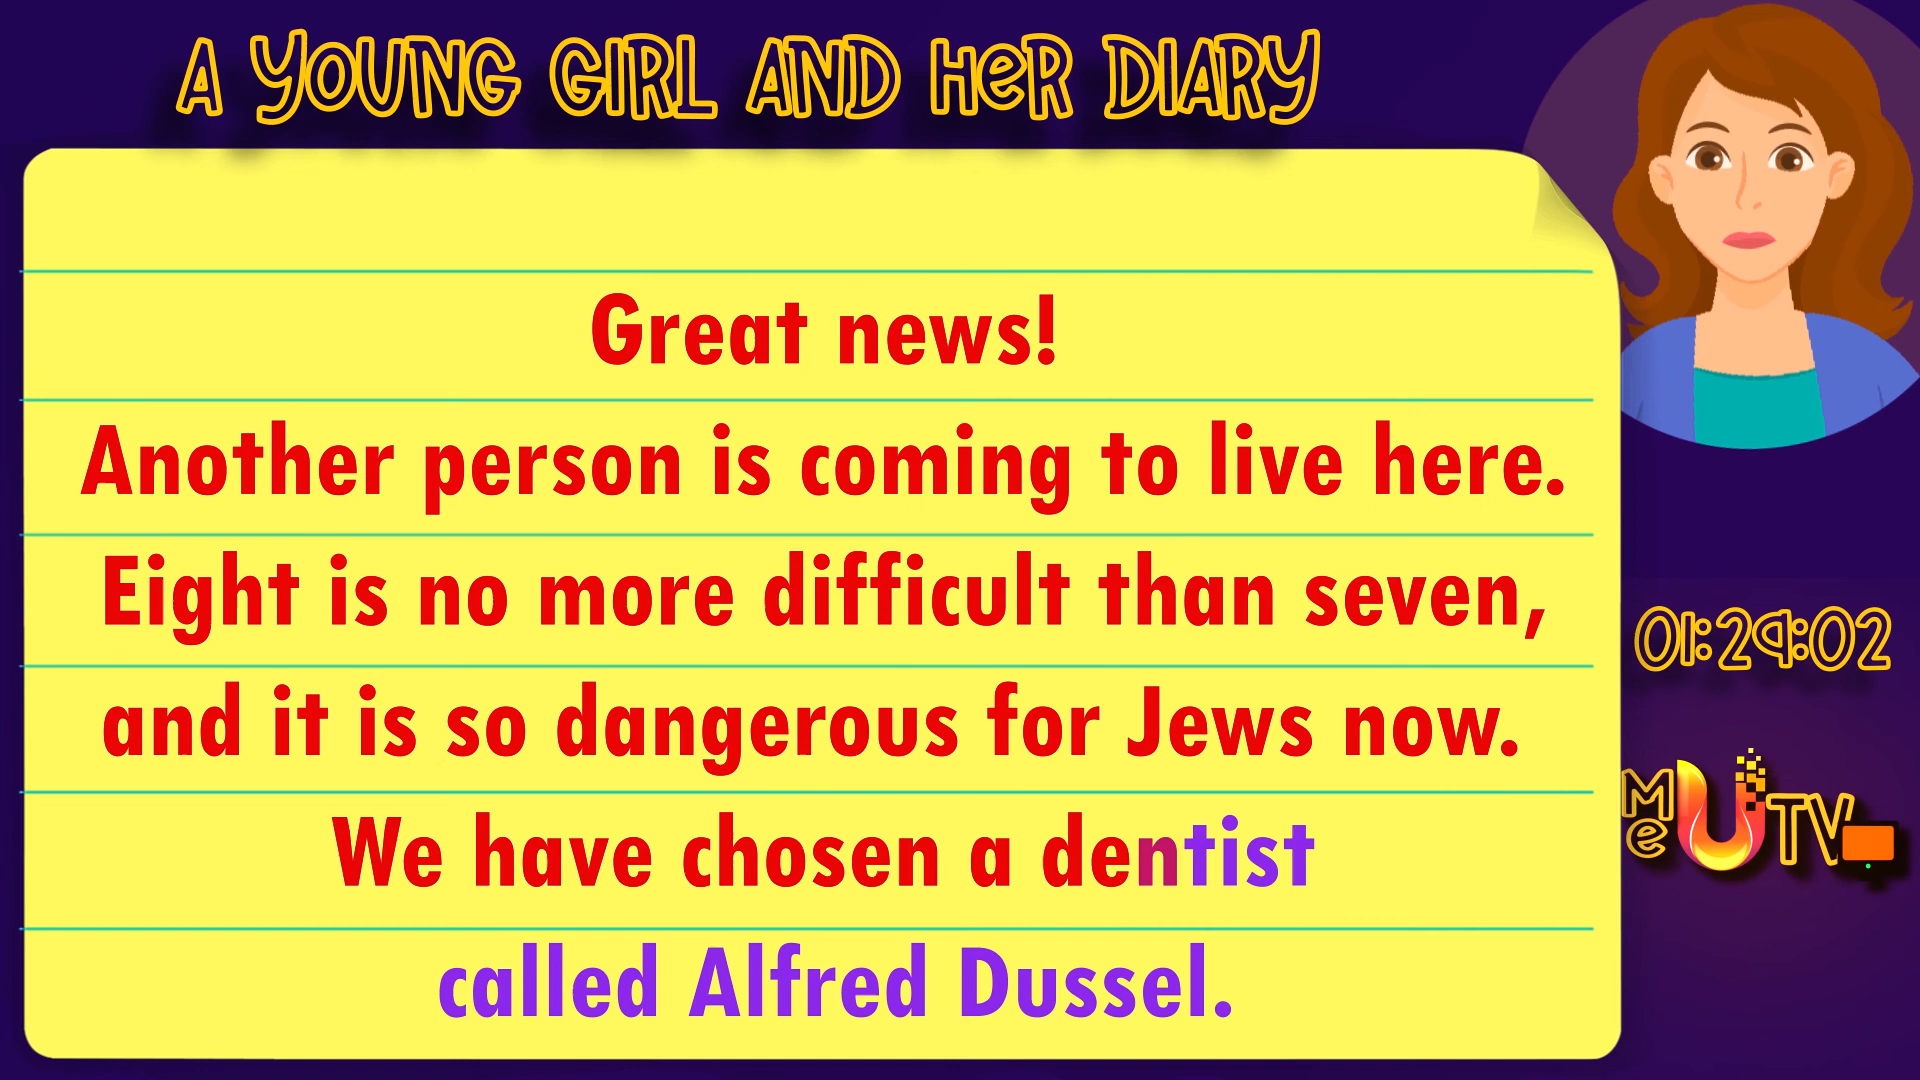 A YOUNG GIRL AND HeR DIARY
Great news!
Another person is coming to live here.
Eight is no more difficult than seven,
and it is so dangerous for Jews now.
We have chosen a dentist
called Alfred Dussel.
01:29:02
Me U TV